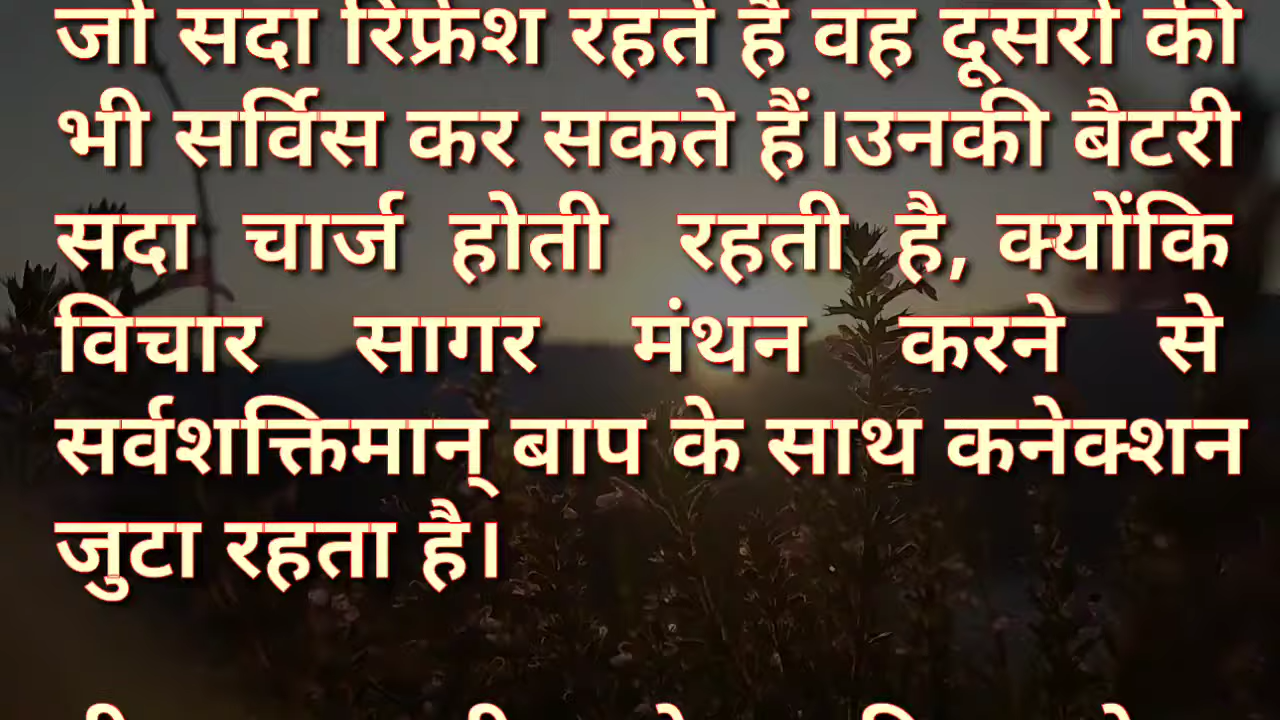 जो सदा रिफ्रेश रहते हैं वह दूसरों की
भी सर्विस कर सकते हैं।उनकी बैटरी
सदा चार्ज होती रहती है, क्योंकि
विचार सागर मंथन करने से
सर्वशक्तिमान् बाप के साथ कनेक्शन
जुटा रहता है।